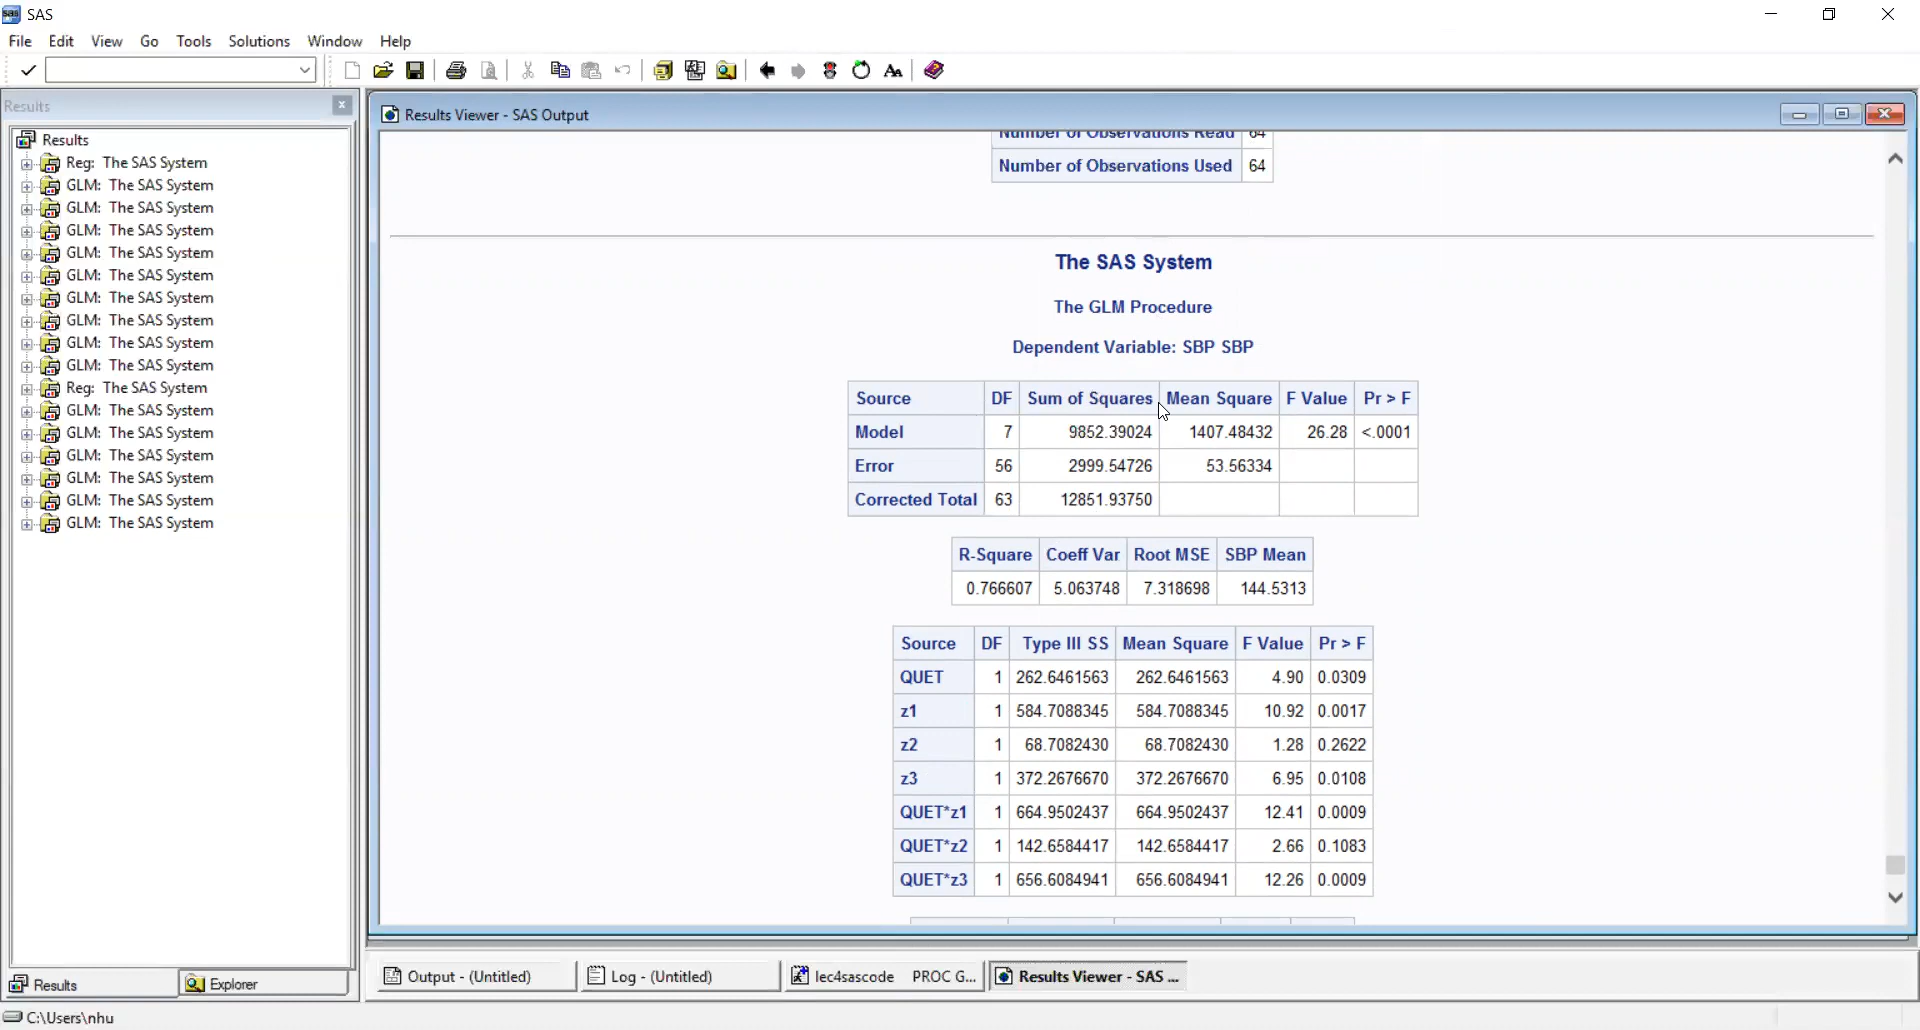 SAS
File Edit View Go Tools Solutions Window Help
Results
Results Viewer - SAS Output
Results
Reg: The SAS System
GLM: The SAS System
GLM: The SAS System
GLM: The SAS System
GLM: The SAS System
GLM: The SAS System
GLM: The SAS System
GLM: The SAS System
GLM: The SAS System
GLM: The SAS System
Reg: The SAS System
GLM: The SAS System
GLM: The SAS System
GLM: The SAS System
GLM: The SAS System
GLM: The SAS System
GLM: The SAS System
Number of Observations Read 64
Number of Observations Used 64
The SAS System
The GLM Procedure
Dependent Variable: SBP SBP
Source DF Sum of Squares Mean Square F Value Pr > F
Model 7 9852.39024 1407.48432 26.28 <.0001
Error 56 2999.54726 53.56334
Corrected Total 63 12851.93750
R-Square Coeff Var Root MSE SBP Mean
0.766607 5.063748 7.318698 144.5313
Source DF Type III SS Mean Square F Value Pr > F
QUET 1 262.6461563 262.6461563 4.90 0.0309
z1 1 584.7088345 584.7088345 10.92 0.0017
z2 1 68.7082430 68.7082430 1.28 0.2622
z3 1 372.2676670 372.2676670 6.95 0.0108
QUET*z1 1 664.9502437 664.9502437 12.41 0.0009
QUET*z2 1 142.6584417 142.6584417 2.66 0.1083
QUET*z3 1 656.6084941 656.6084941 12.26 0.0009
Results Explorer
Output - (Untitled) Log - (Untitled) lec4sascode PROC G... Results Viewer - SAS ...
C:\Users\nhu